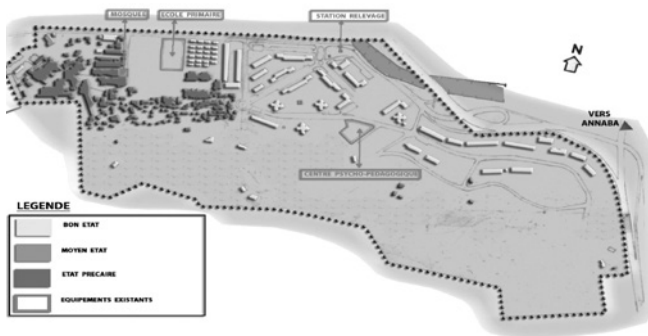 MOSQUEE
ECOLE PRIMAIRE
STATION RELEVAGE
N
VERS
ANNABA
CENTRE PSYCHO-PEDAGOGIQUE
LEGENDE
BON ETAT
MOYEN ETAT
ETAT PRECAIRE
EQUIPEMENTS EXISTANTS